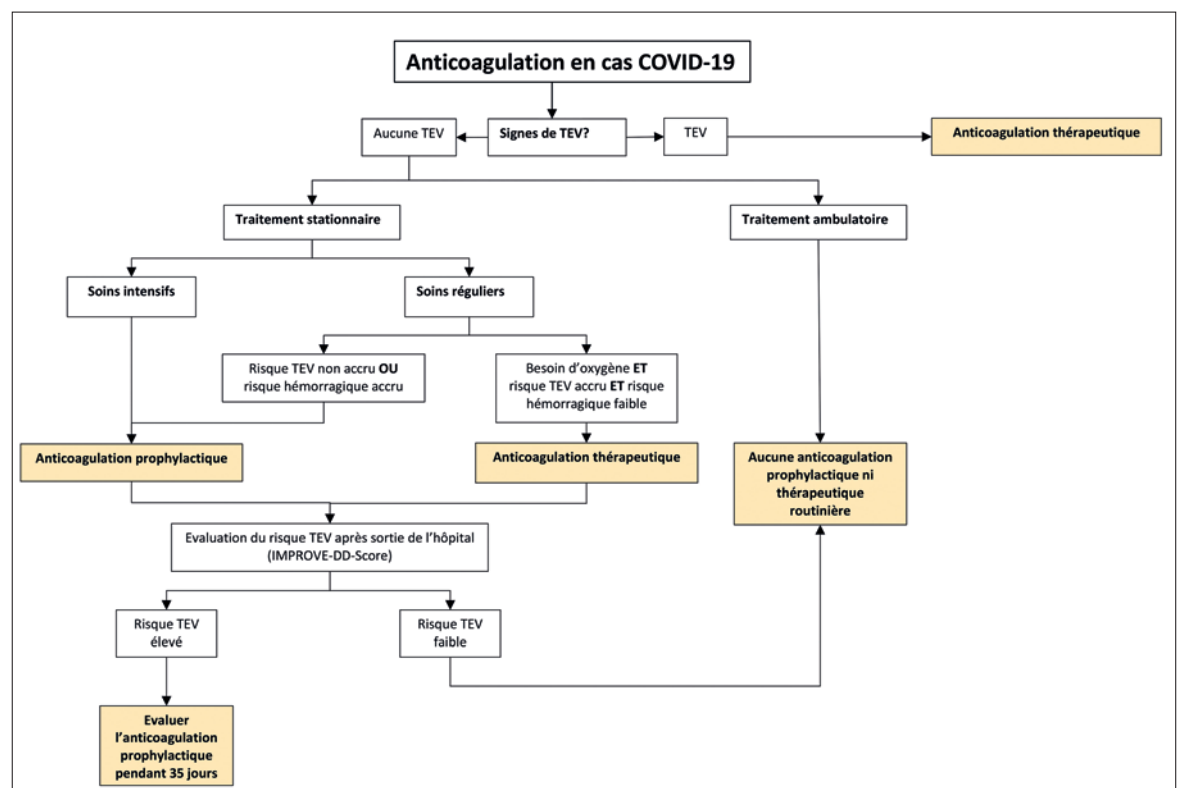 Anticoagulation en cas COVID-19
Aucune TEV
Signes de TEV?
TEV
Anticoagulation thérapeutique
Traitement stationnaire
Traitement ambulatoire
Soins intensifs
Soins réguliers
Risque TEV non accru OU
risque hémorragique accru
Besoin d'oxygène ET
risque TEV accru ET risque
hémorragique faible
Anticoagulation prophylactique
Anticoagulation thérapeutique
Aucune anticoagulation
prophylactique ni
thérapeutique
routinière
Evaluation du risque TEV après sortie de l'hôpital
(IMPROVE-DD-Score)
Risque TEV
élevé
Risque TEV
faible
Evaluer
l'anticoagulation
prophylactique
pendant 35 jours